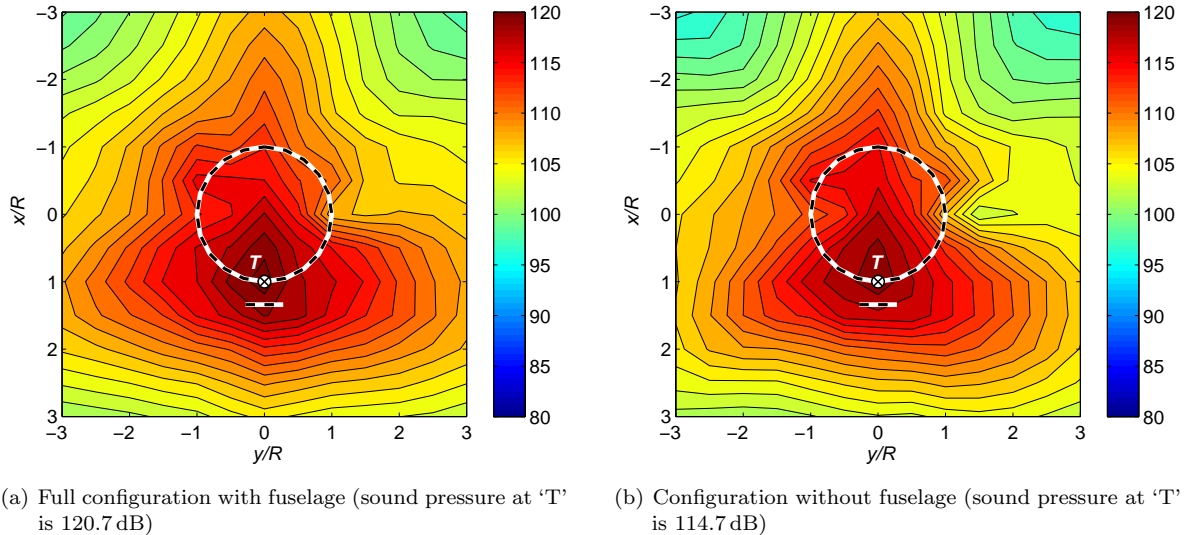 −3
−2
−1
0
1
2
3
x/R
−3 −2 −1 0 1 2 3
y/R
T
120
115
110
105
100
95
90
85
80
−3
−2
−1
0
1
2
3
x/R
−3 −2 −1 0 1 2 3
y/R
T
120
115
110
105
100
95
90
85
80
(a) Full configuration with fuselage (sound pressure at ‘T’
is 120.7 dB)
(b) Configuration without fuselage (sound pressure at ‘T’
is 114.7 dB)